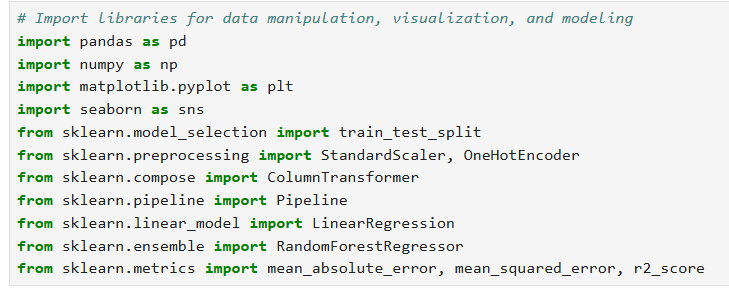 # Import libraries for data manipulation, visualization, and modeling
import pandas as pd
import numpy as np
import matplotlib.pyplot as plt
import seaborn as sns
from sklearn.model_selection import train_test_split
from sklearn.preprocessing import StandardScaler, OneHotEncoder
from sklearn.compose import ColumnTransformer
from sklearn.pipeline import Pipeline
from sklearn.linear_model import LinearRegression
from sklearn.ensemble import RandomForestRegressor
from sklearn.metrics import mean_absolute_error, mean_squared_error, r2_score